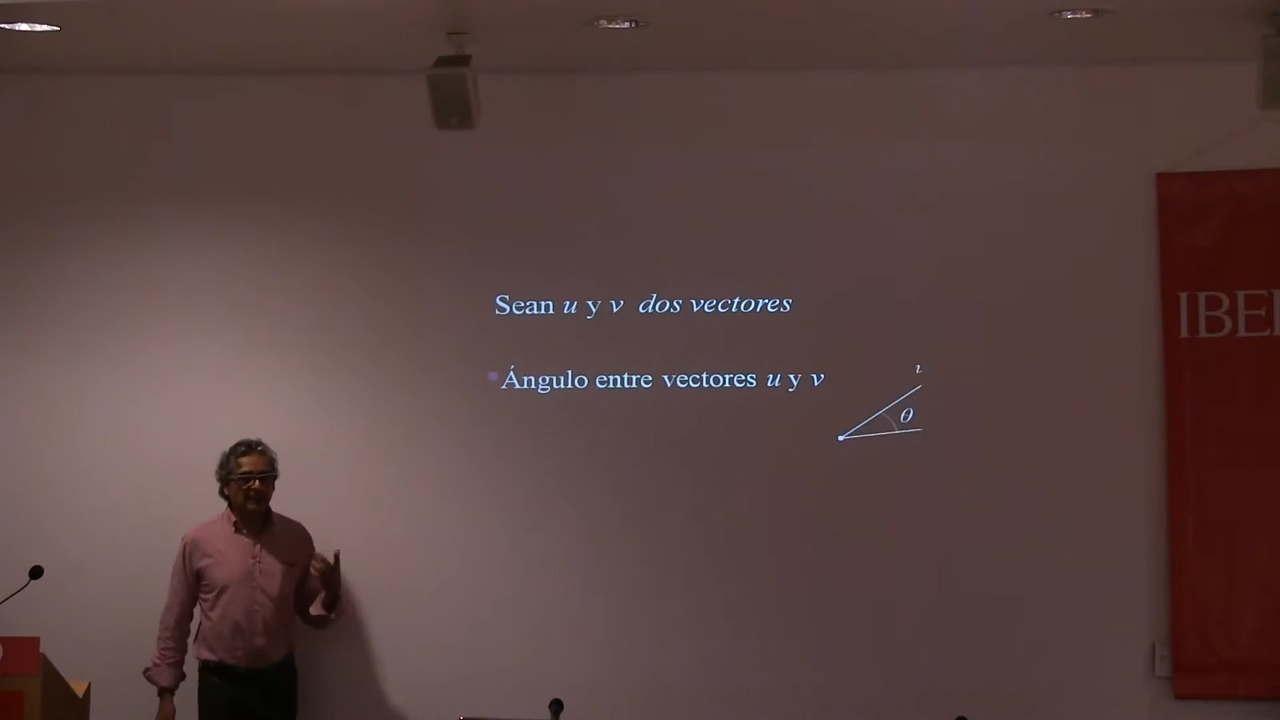 Sean u y v dos vectores
Ángulo entre vectores u y v
θ
IBE